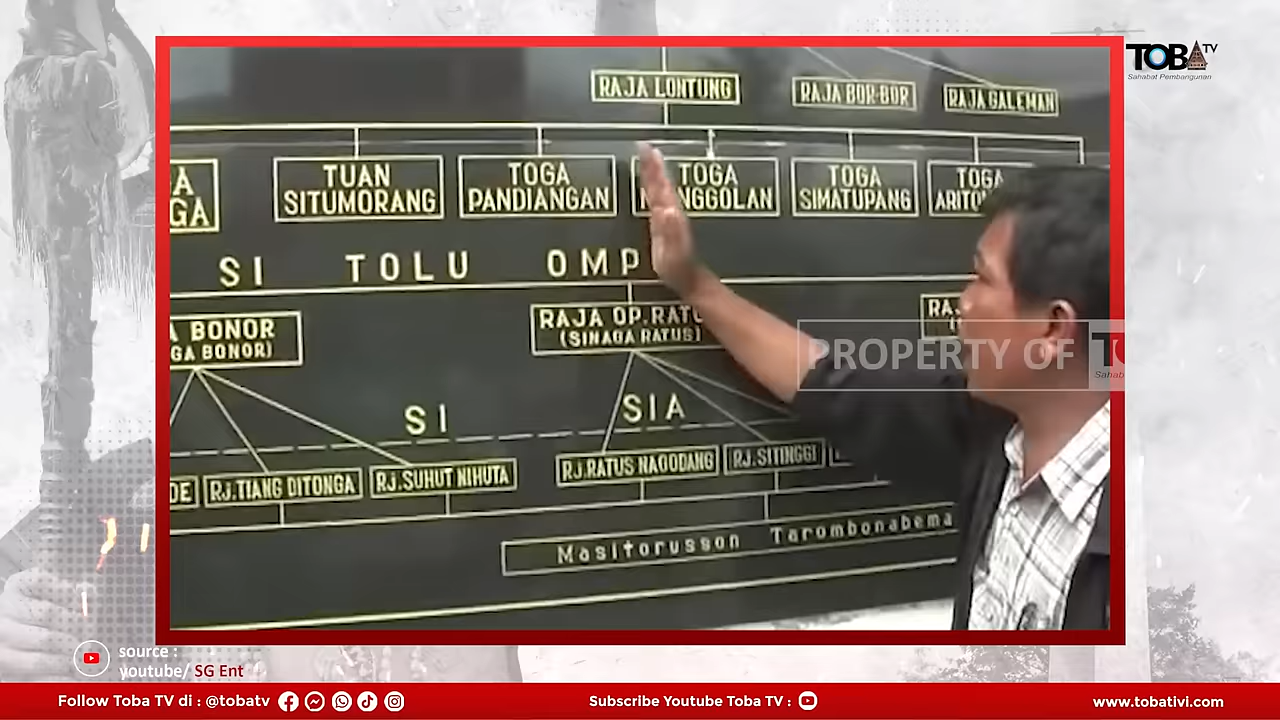 TOBA TV
Sahabat Pembangunan
RAJA LONTUNG
RAJA BOR-BOR
RAJA GALEMAN
TUAN
SITUMORANG
TOGA
PANDIANGAN
TOGA
TOGA
SIMATUPANG
TOGA
SI TOLU OMP
BONOR
BONOR)
RAJA OP.RATU
(SINAGA RATUS)
SI SIA
RJ.TIANG DITONGA
RJ.SUHUT NIHUTA
RJ.RATUS NAGODANG
RJ.SITINGGI
Masitorusson Tarombonabema
PROPERTY OF
source :
youtube/ SG Ent
Follow Toba TV di : @tobatv
Subscribe Youtube Toba TV :
www.tobativi.com